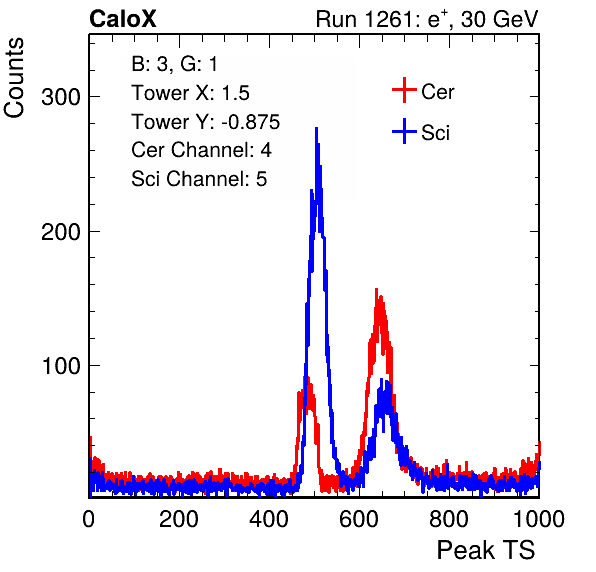 CaloX Run 1261: e⁺, 30 GeV
Counts
B: 3, G: 1
Tower X: 1.5
Tower Y: -0.875
Cer Channel: 4
Sci Channel: 5
Cer
Sci
300
200
100
0 200 400 600 800 1000
Peak TS